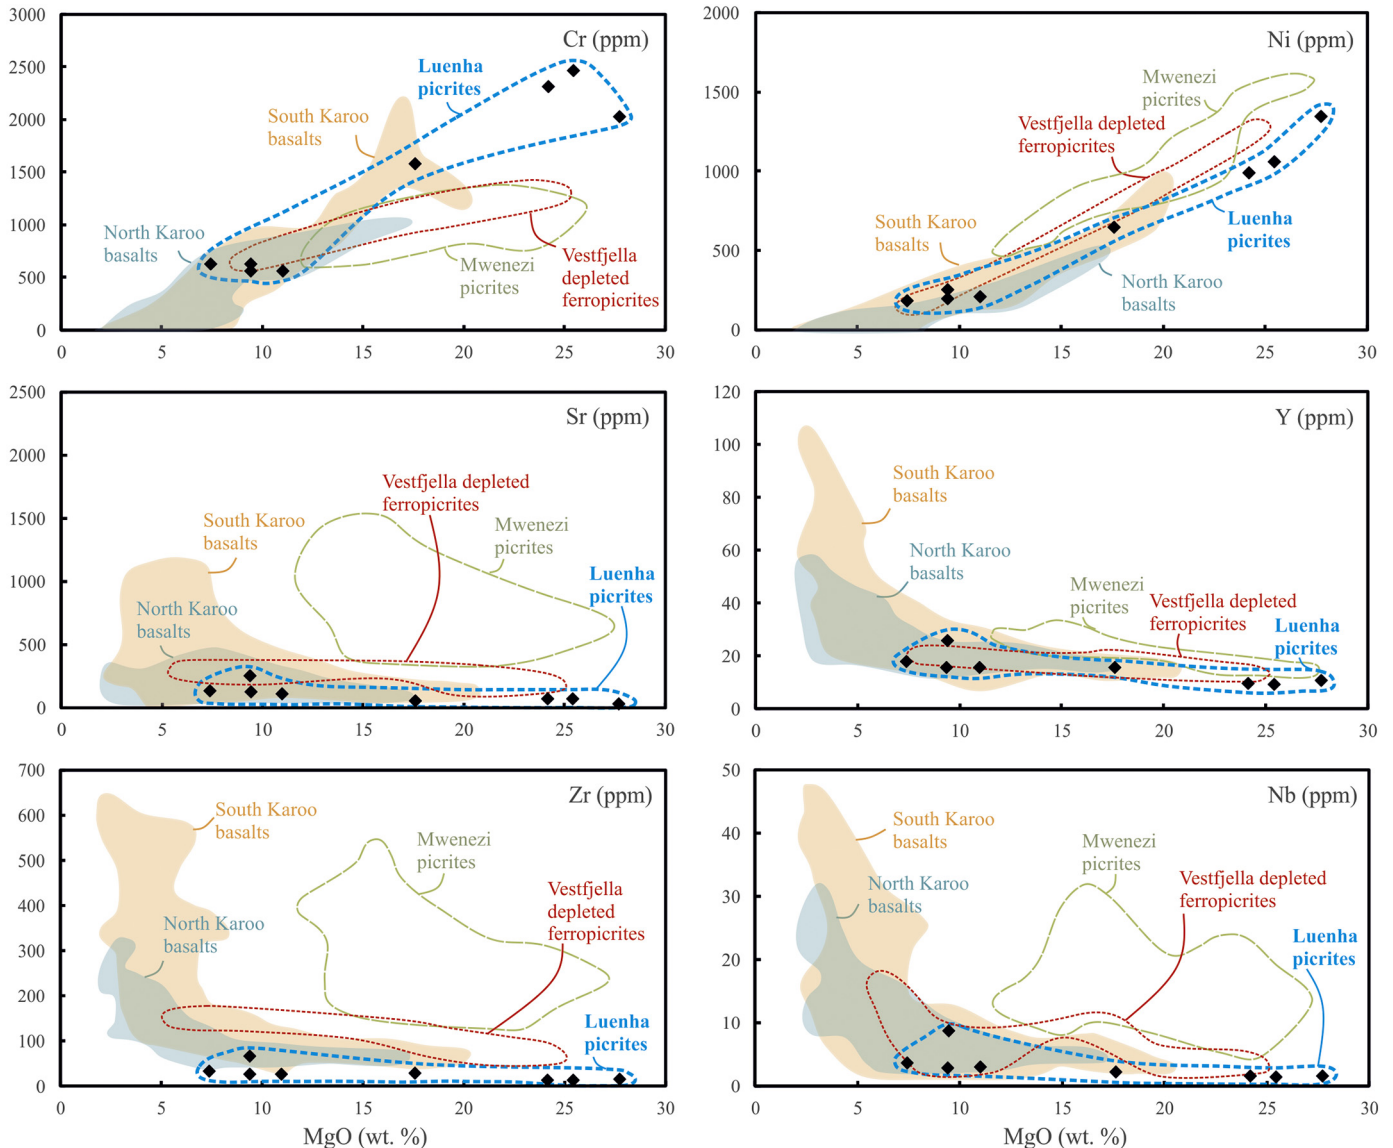 3000
2500
2000
1500
1000
500
0
Cr (ppm)
Luenha
picrites
South Karoo
basalts
North Karoo
basalts
Mwenezi
picrites
Vestfjella
depleted
ferropicrites
0 5 10 15 20 25 30
2000
1500
1000
500
0
Ni (ppm)
Mwenezi
picrites
Vestfjella depleted
ferropicrites
South Karoo
basalts
Luenha
picrites
North Karoo
basalts
0 5 10 15 20 25 30
2500
2000
1500
1000
500
0
Sr (ppm)
Vestfjella depleted
ferropicrites
South Karoo
basalts
Mwenezi
picrites
Luenha
picrites
North Karoo
basalts
0 5 10 15 20 25 30
120
100
80
60
40
20
0
Y (ppm)
South Karoo
basalts
North Karoo
basalts
Mwenezi
picrites
Vestfjella depleted
ferropicrites
Luenha
picrites
0 5 10 15 20 25 30
700
600
500
400
300
200
100
0
Zr (ppm)
South Karoo
basalts
Mwenezi
picrites
Vestfjella
depleted
ferropicrites
North Karoo
basalts
Luenha
picrites
0 5 10 15 20 25 30
MgO (wt. %)
50
40
30
20
10
0
Nb (ppm)
South Karoo
basalts
Mwenezi
picrites
North Karoo
basalts
Vestfjella depleted
ferropicrites
Luenha
picrites
0 5 10 15 20 25 30
MgO (wt. %)